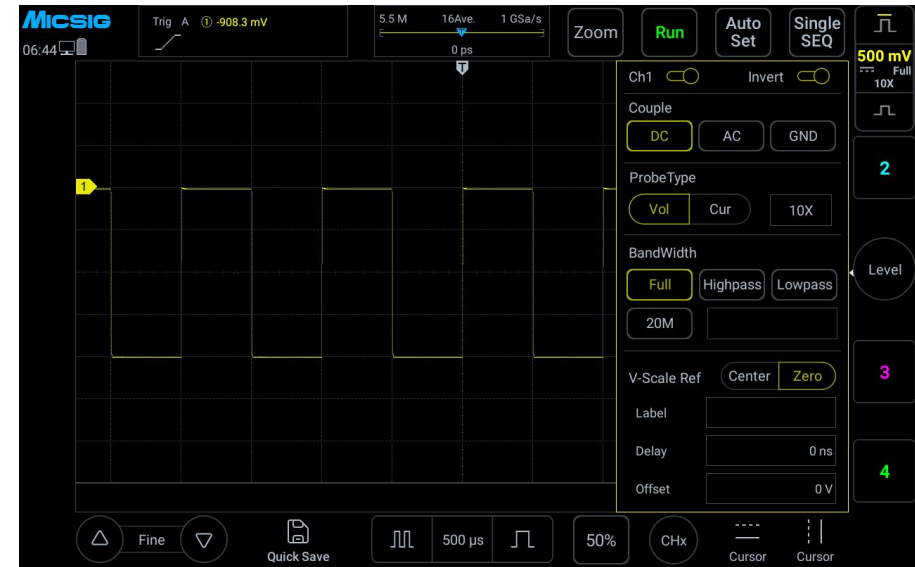 Micsig
06:44
Trig A ① -908.3 mV
5.5 M 16Ave. 1 GSa/s
T
0 ps
Zoom
Run
Auto
Set
Single
SEQ
500 mV
Full
10X
T
Ch1 Invert
Couple
DC AC GND
1
ProbeType
Vol Cur 10X
2
BandWidth
Full Highpass Lowpass
Level
20M
V-Scale Ref Center Zero
3
Label
Delay 0 ns
Offset 0 V
4
Fine
Quick Save
500 µs
50%
CHx
Cursor
Cursor